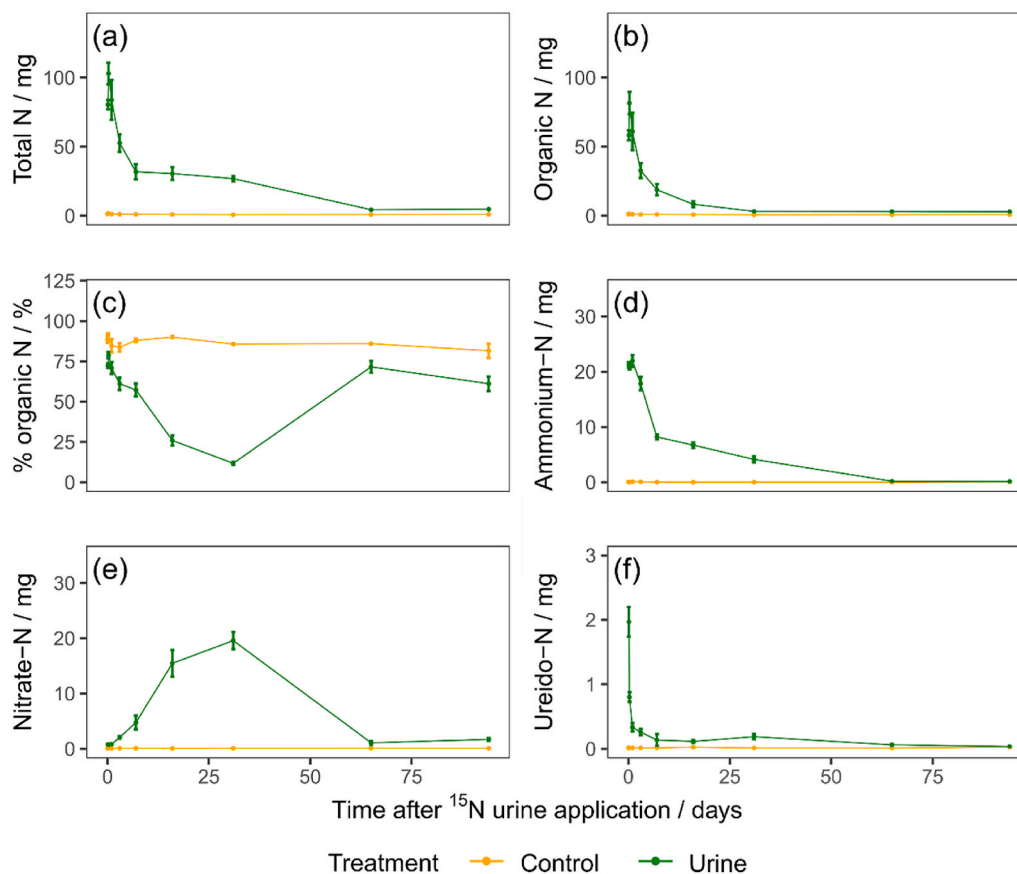 (a)
Total N / mg
100
50
0
(b)
Organic N / mg
100
50
0
(c)
% organic N / %
125
100
75
50
25
0
(d)
Ammonium−N / mg
30
20
10
0
(e)
Nitrate−N / mg
30
20
10
0
0 25 50 75
(f)
Ureido−N / mg
3
2
1
0
0 25 50 75
Time after ¹⁵N urine application / days
Treatment Control Urine